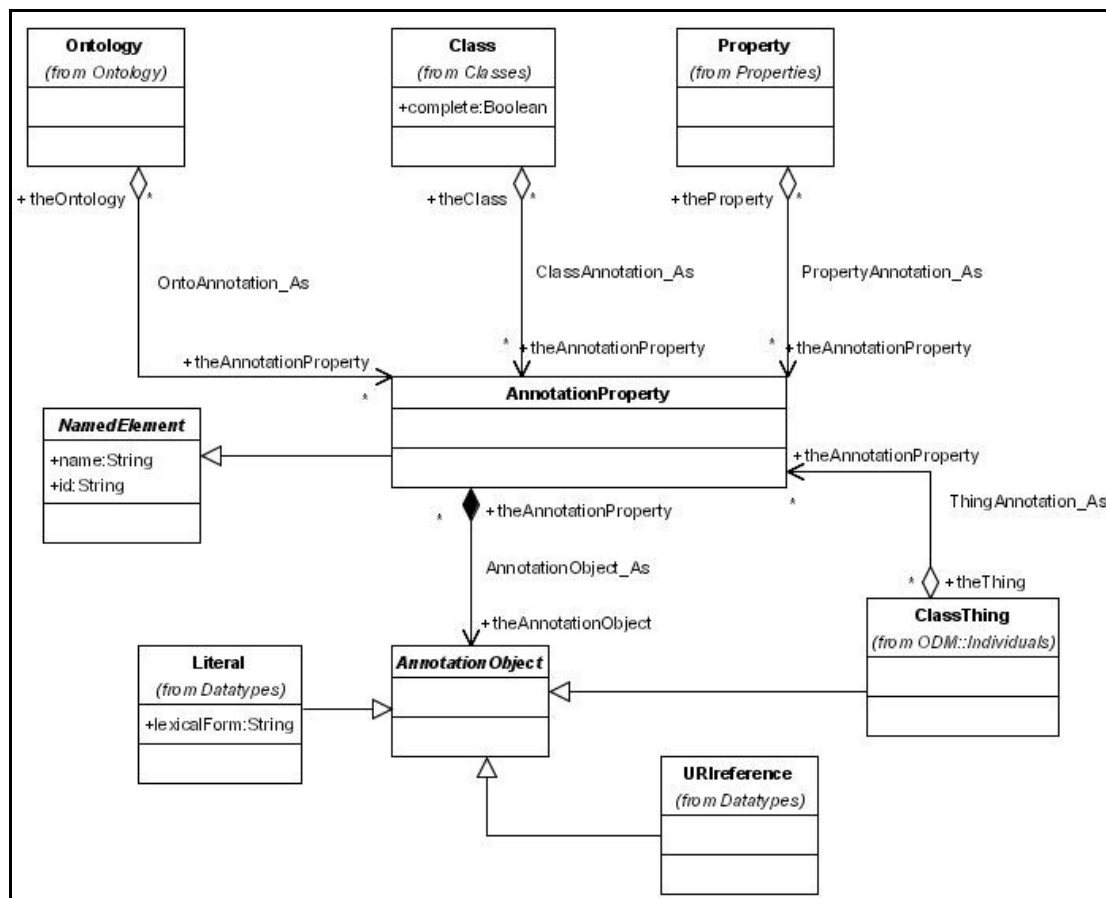 Ontology
(from Ontology)
Class
(from Classes)
+complete:Boolean
Property
(from Properties)
+ theOntology
*
+theClass
*
+theProperty
*
OntoAnnotation_As
ClassAnnotation_As
PropertyAnnotation_As
+theAnnotationProperty
*
* +theAnnotationProperty
* +theAnnotationProperty
AnnotationProperty
NamedElement
+name:String
+id:String
+theAnnotationProperty
*
ThingAnnotation_As
* +theAnnotationProperty
AnnotationObject_As
+theAnnotationObject
* +theThing
ClassThing
(from ODM::Individuals)
Literal
(from Datatypes)
+lexicalForm:String
AnnotationObject
URIreference
(from Datatypes)